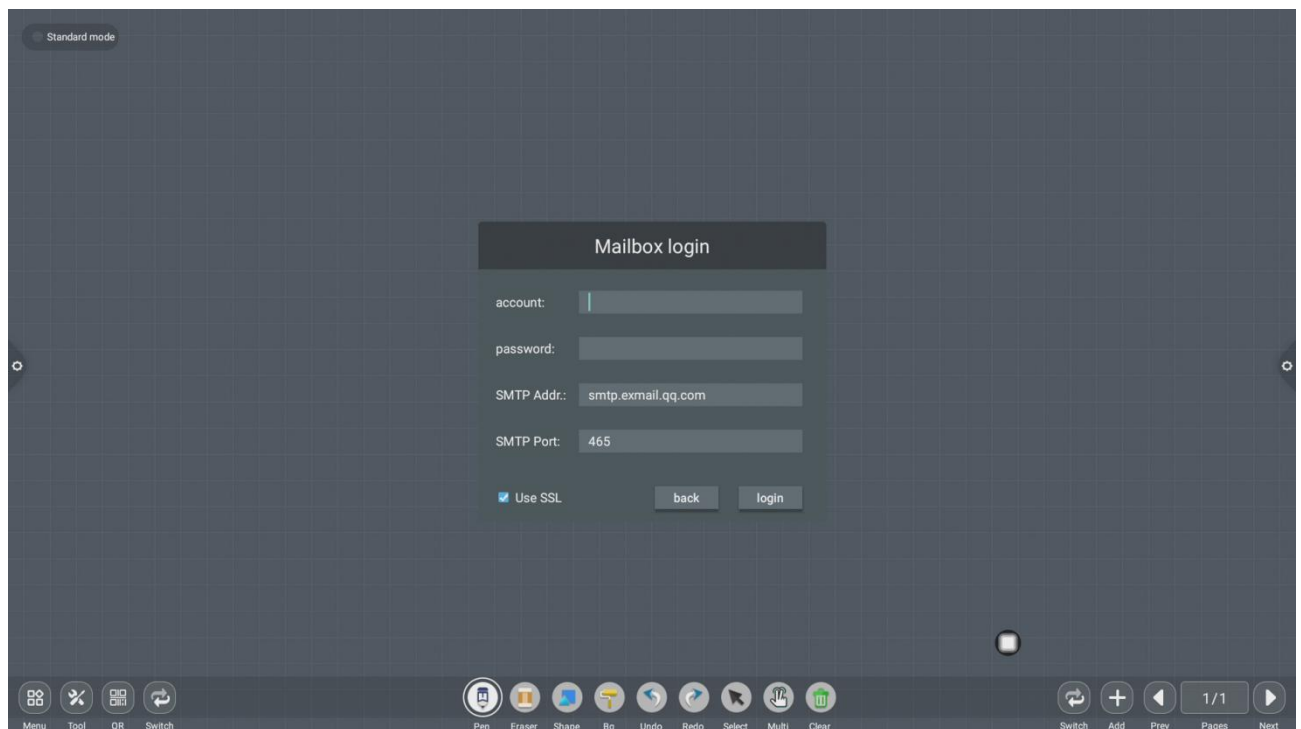 Standard mode
Mailbox login
account:
password:
SMTP Addr.: smtp.exmail.qq.com
SMTP Port: 465
Use SSL back login
1/1
Menu Tool QR Switch Pen Eraser Shape Bg Undo Redo Select Multi Clear Switch Add Prev Pages Next